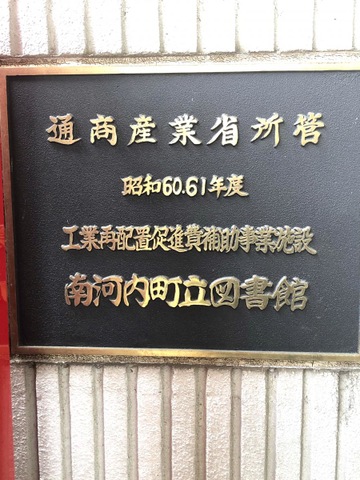 通商産業省所管
昭和60.61年度
工業再配置促進費補助事業施設
南河内町立図書館